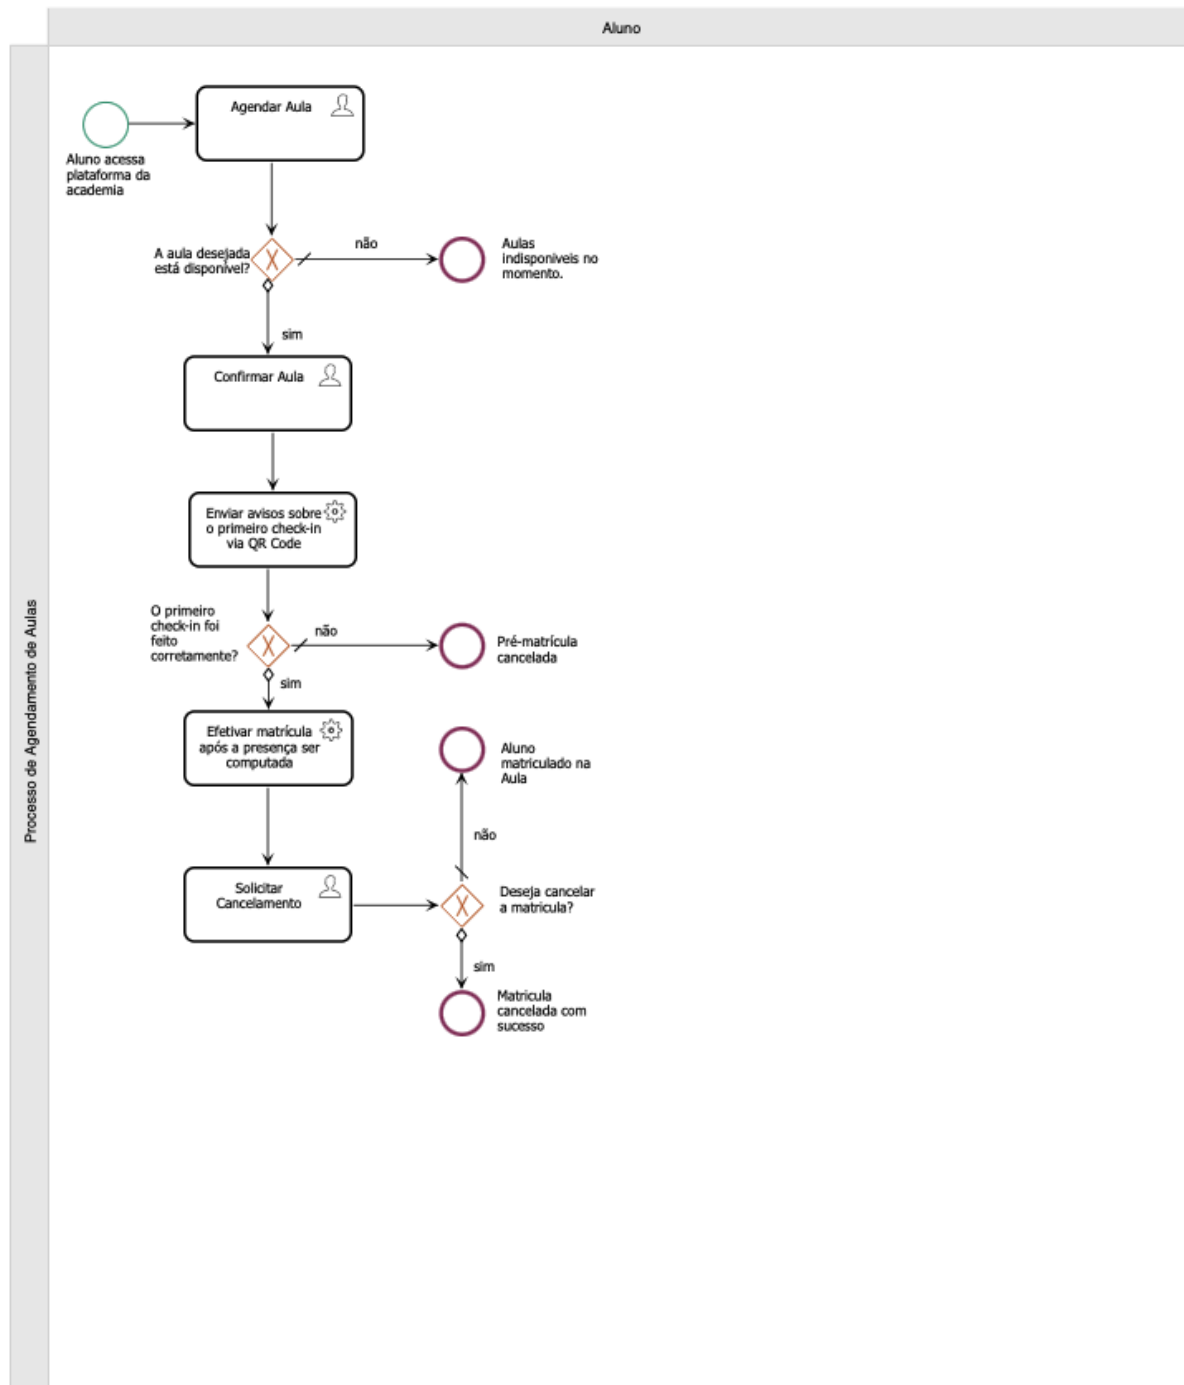 Aluno
Processo de Agendamento de Aulas
Agendar Aula
Aluno acessa
plataforma da
academia
A aula desejada
está disponível?
não
Aulas
indisponiveis no
momento.
sim
Confirmar Aula
Enviar avisos sobre
o primeiro check-in
via QR Code
O primeiro
check-in foi
feito
corretamente?
não
Pré-matrícula
cancelada
sim
Efetivar matrícula
após a presença ser
computada
Aluno
matriculado na
Aula
não
Solicitar
Cancelamento
Deseja cancelar
a matricula?
sim
Matricula
cancelada com
sucesso